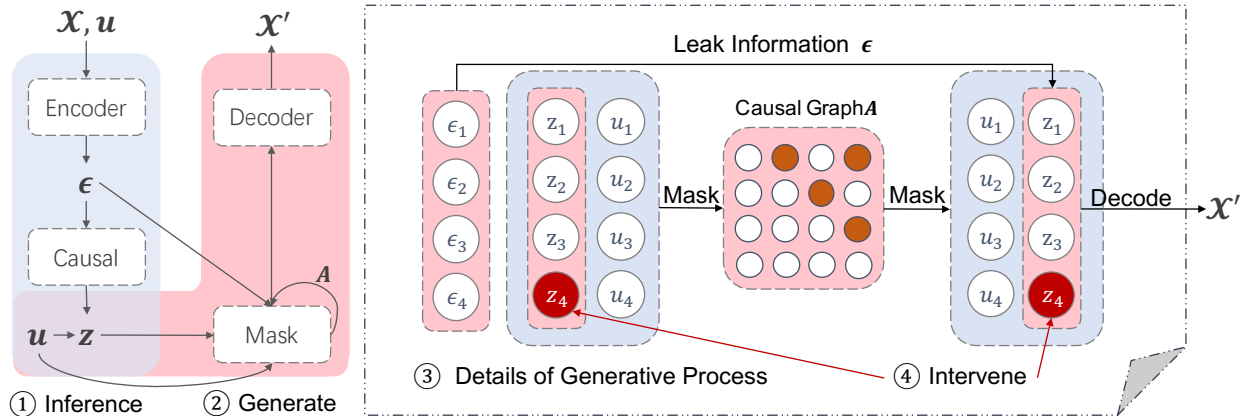 𝒳, u
𝒳′
Encoder
Decoder
ϵ
Causal
A
u
z
Mask
① Inference
② Generate
Leak Information ϵ
Causal GraphA
ϵ₁
z₁
u₁
u₁
z₁
ϵ₂
z₂
u₂
u₂
z₂
Mask
Mask
Decode
𝒳′
ϵ₃
z₃
u₃
u₃
z₃
ϵ₄
z₄
u₄
u₄
z₄
③ Details of Generative Process
④ Intervene